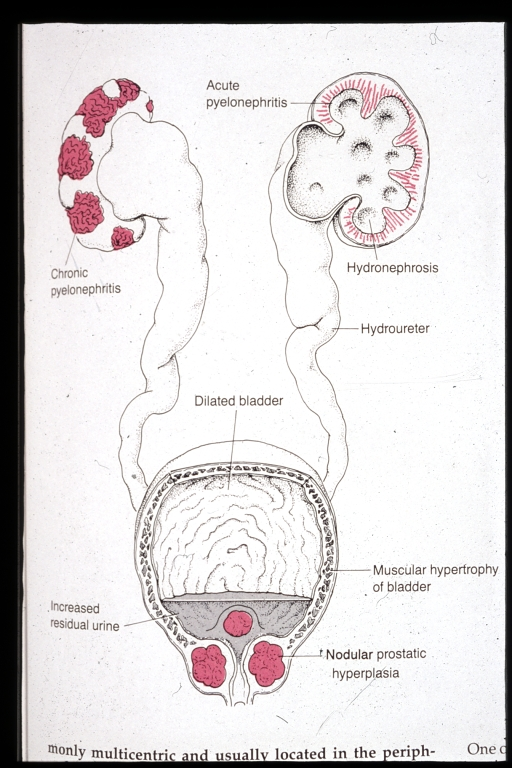 Acute
pyelonephritis
Chronic
pyelonephritis
Hydronephrosis
Hydroureter
Dilated bladder
Muscular hypertrophy
of bladder
Increased
residual urine
Nodular prostatic
hyperplasia
monly multicentric and usually located in the periph-
One